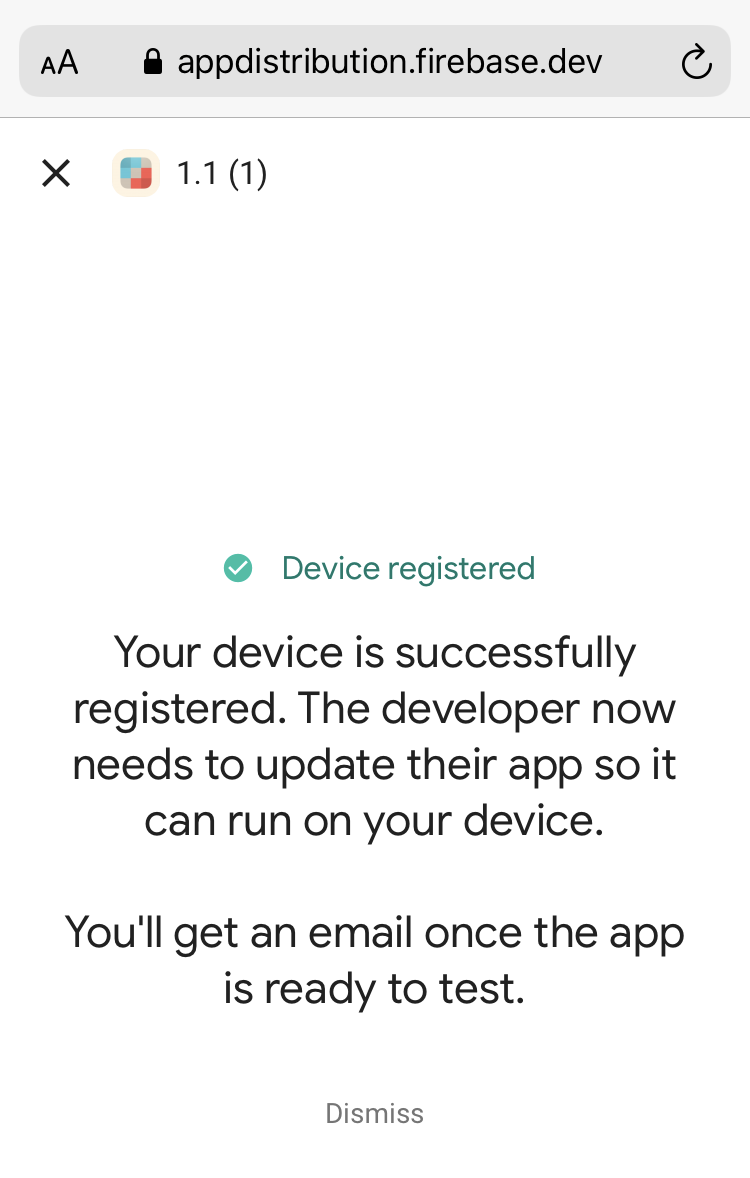 AA appdistribution.firebase.dev
1.1 (1)
Device registered
Your device is successfully
registered. The developer now
needs to update their app so it
can run on your device.
You'll get an email once the app
is ready to test.
Dismiss